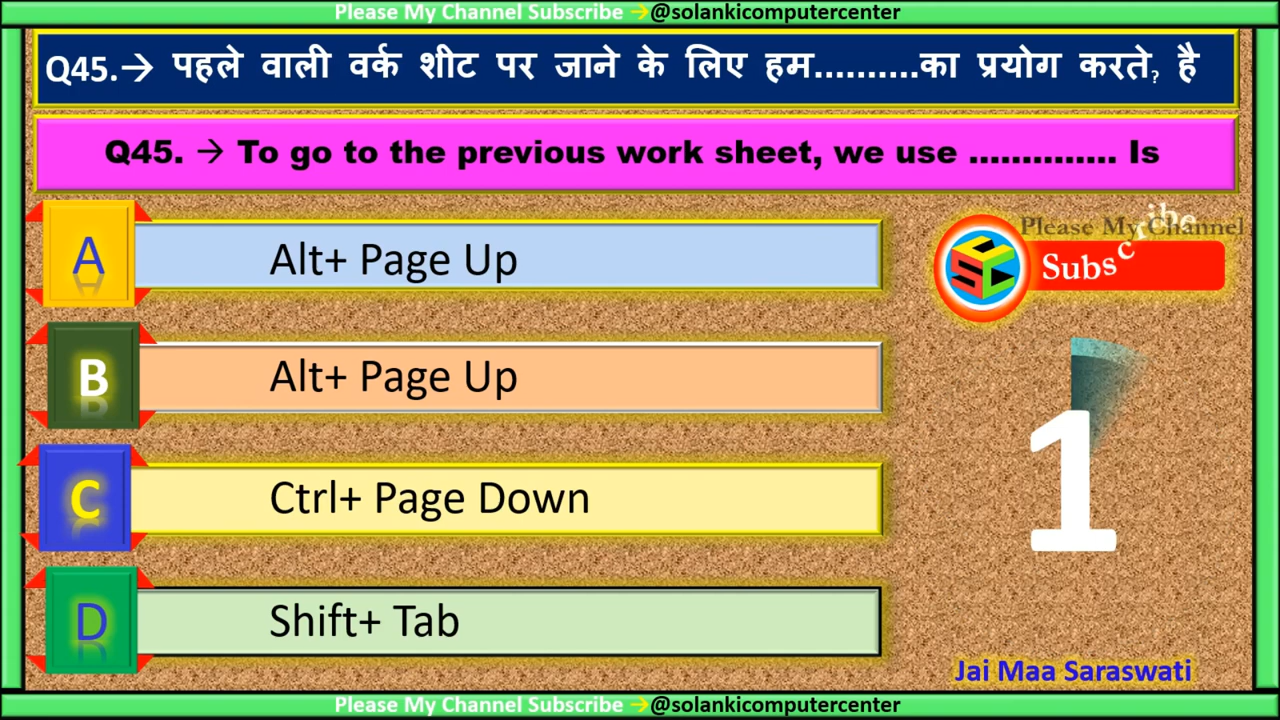 Please My Channel Subscribe →@solankicomputercenter
Q45.→ पहले वाली वर्क शीट पर जाने के लिए हम..........का प्रयोग करते? है
Q45. → To go to the previous work sheet, we use .............. Is
A Alt+ Page Up
B Alt+ Page Up
C Ctrl+ Page Down
D Shift+ Tab
Please My Channel
Subscribe
SCC
1
Jai Maa Saraswati
Please My Channel Subscribe →@solankicomputercenter